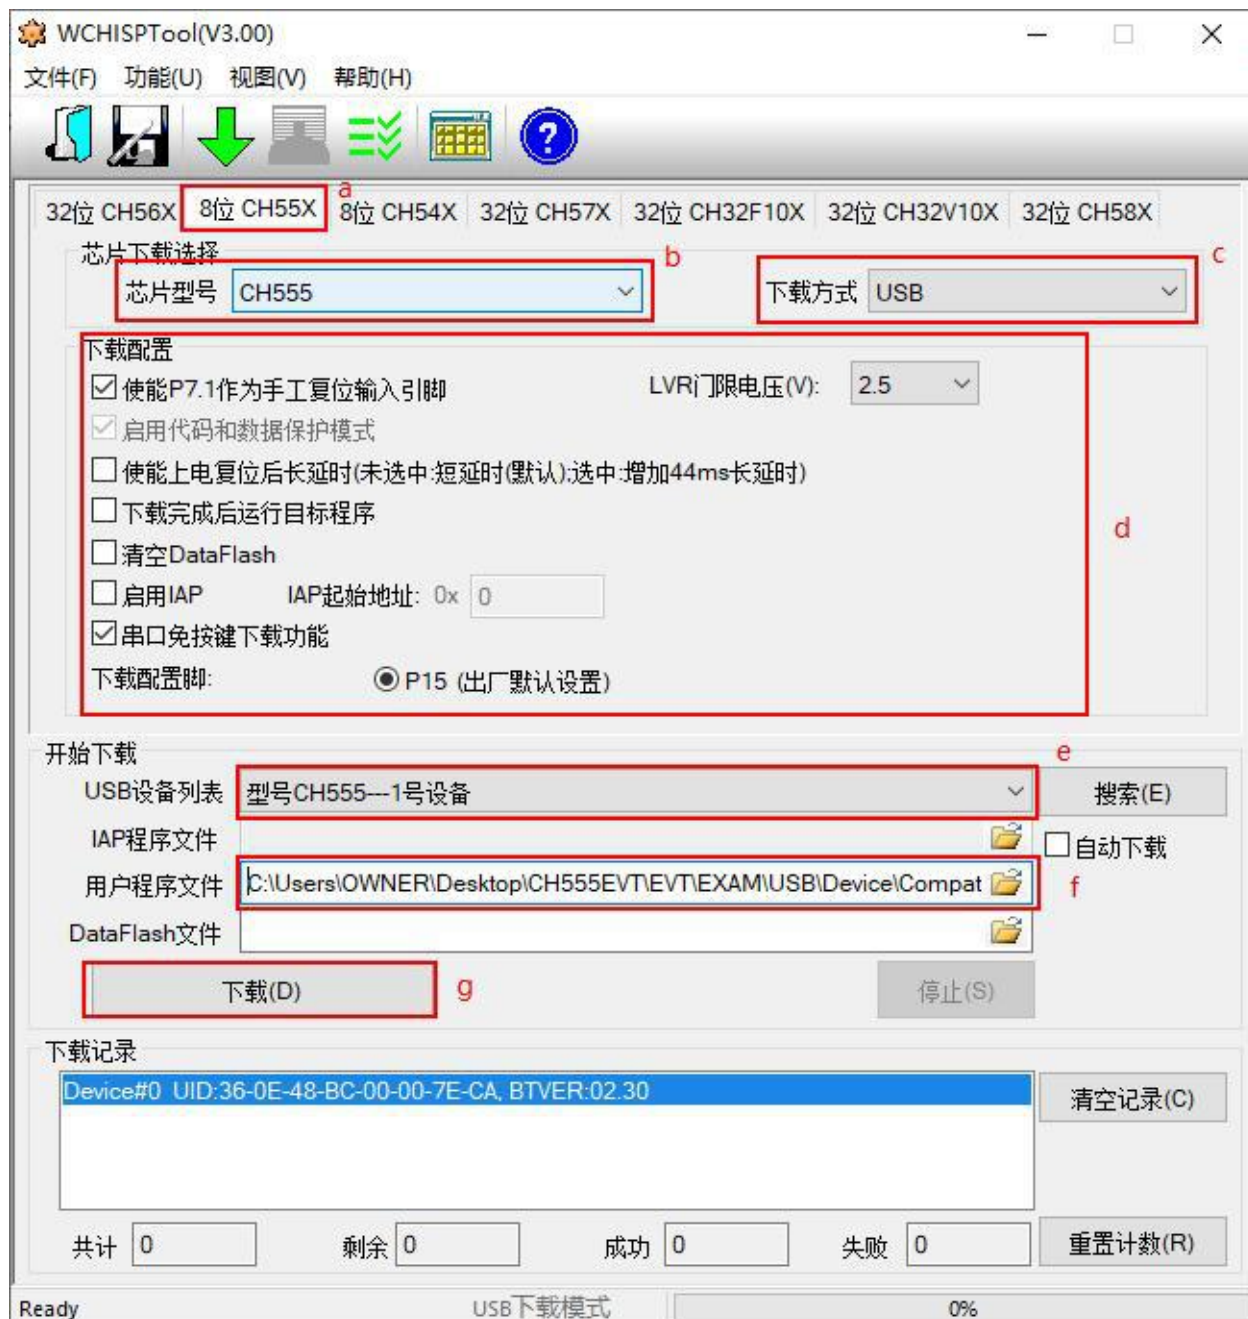 WCHISPTool(V3.00)
文件(F) 功能(U) 视图(V) 帮助(H)
32位 CH56X 8位 CH55X a 8位 CH54X 32位 CH57X 32位 CH32F10X 32位 CH32V10X 32位 CH58X
芯片下载选择 b c
芯片型号 CH555 下载方式 USB
下载配置
使能P7.1作为手工复位输入引脚 LVR门限电压(V): 2.5
启用代码和数据保护模式
使能上电复位后长延时(未选中:短延时(默认);选中:增加44ms长延时)
下载完成后运行目标程序 d
清空DataFlash
启用IAP IAP起始地址: 0x 0
串口免按键下载功能
下载配置脚: P15 (出厂默认设置)
开始下载 e
USB设备列表 型号CH555---1号设备 搜索(E)
IAP程序文件 自动下载
用户程序文件 C:\Users\OWNER\Desktop\CH555EVT\EVT\EXAM\USB\Device\Compat f
DataFlash文件
下载(D) g 停止(S)
下载记录
Device#0 UID:36-0E-48-BC-00-00-7E-CA, BTVER:02.30
清空记录(C)
共计 0 剩余 0 成功 0 失败 0 重置计数(R)
Ready USB下载模式 0%